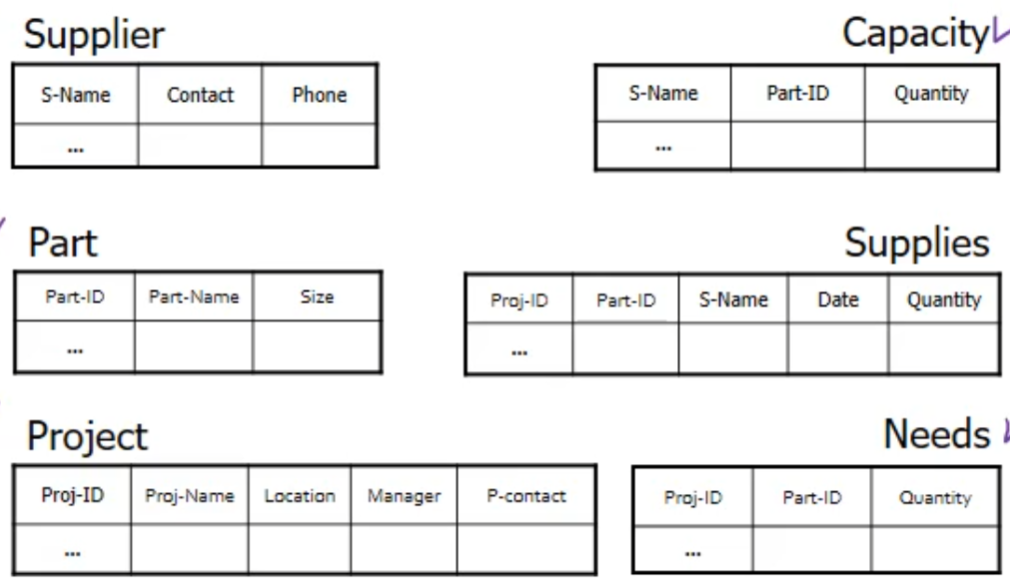 Supplier
S-Name Contact Phone
...
Capacity
S-Name Part-ID Quantity
...
Part
Part-ID Part-Name Size
...
Supplies
Proj-ID Part-ID S-Name Date Quantity
...
Project
Proj-ID Proj-Name Location Manager P-contact
...
Needs
Proj-ID Part-ID Quantity
...